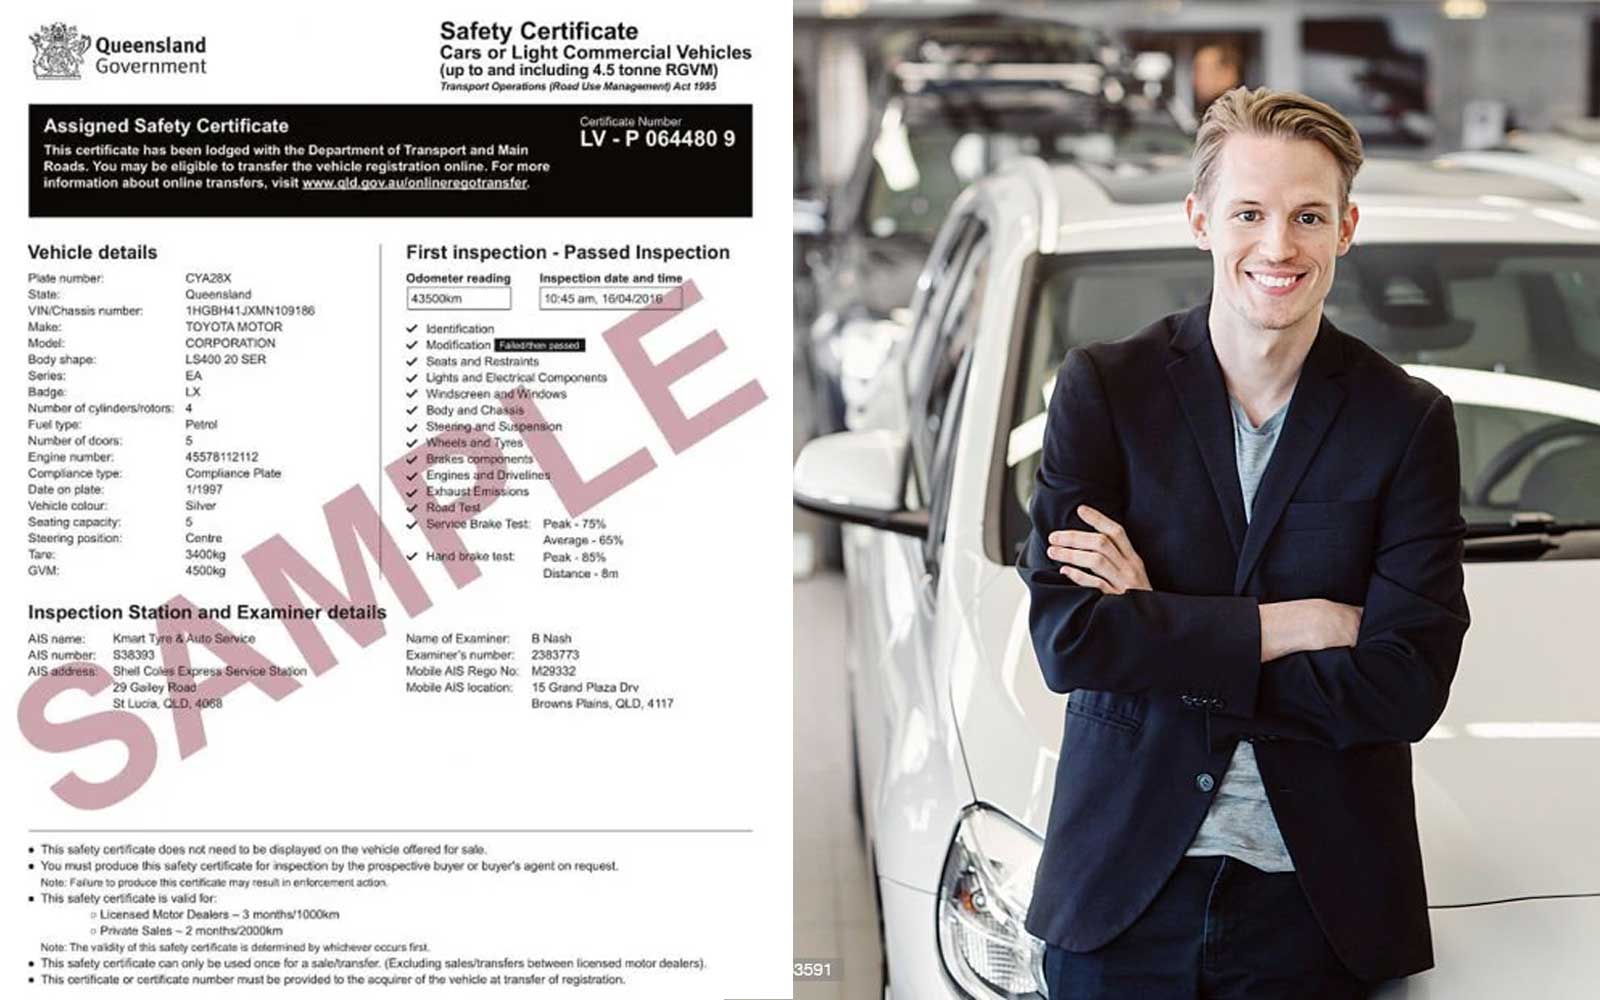 Queensland
Government
Safety Certificate
Cars or Light Commercial Vehicles
(up to and including 4.5 tonne RGVM)
Transport Operations (Road Use Management) Act 1995
Assigned Safety Certificate
This certificate has been lodged with the Department of Transport and Main
Roads. You may be eligible to transfer the vehicle registration online. For more
information about online transfers, visit www.qld.gov.au/onlineregotransfer.
Certificate Number
LV - P 064480 9
Vehicle details
Plate number: CYA28X
State: Queensland
VIN/Chassis number: 1HGBH41JXMN109186
Make: TOYOTA MOTOR
Model: CORPORATION
Body shape: LS400 20 SER
Series: EA
Badge: LX
Number of cylinders/rotors: 4
Fuel type: Petrol
Number of doors: 5
Engine number: 45578112112
Compliance type: Compliance Plate
Date on plate: 1/1997
Vehicle colour: Silver
Seating capacity: 5
Steering position: Centre
Tare: 3400kg
GVM: 4500kg
First inspection - Passed Inspection
Odometer reading Inspection date and time
43500km 10:45 am, 16/04/2016
✓ Identification
✓ Modification Failed/then passed
✓ Seats and Restraints
✓ Lights and Electrical Components
✓ Windscreen and Windows
✓ Body and Chassis
✓ Steering and Suspension
✓ Wheels and Tyres
✓ Brakes components
✓ Engines and Drivelines
✓ Exhaust Emissions
✓ Road Test
✓ Service Brake Test: Peak - 75%
Average - 65%
✓ Hand brake test: Peak - 85%
Distance - 8m
SAMPLE
Inspection Station and Examiner details
AIS name: Kmart Tyre & Auto Service
AIS number: S38393
AIS address: Shell Coles Express Service Station
29 Gailey Road
St Lucia, QLD, 4068
Name of Examiner: B Nash
Examiner's number: 2383773
Mobile AIS Rego No: M29332
Mobile AIS location: 15 Grand Plaza Drv
Browns Plains, QLD, 4117
• This safety certificate does not need to be displayed on the vehicle offered for sale.
• You must produce this safety certificate for inspection by the prospective buyer or buyer's agent on request.
Note: Failure to produce this certificate may result in enforcement action.
• This safety certificate is valid for:
○ Licensed Motor Dealers – 3 months/1000km
○ Private Sales – 2 months/2000km
Note: The validity of this safety certificate is determined by whichever occurs first.
• This safety certificate can only be used once for a sale/transfer. (Excluding sales/transfers between licensed motor dealers).
• This certificate or certificate number must be provided to the acquirer of the vehicle at transfer of registration.
3591